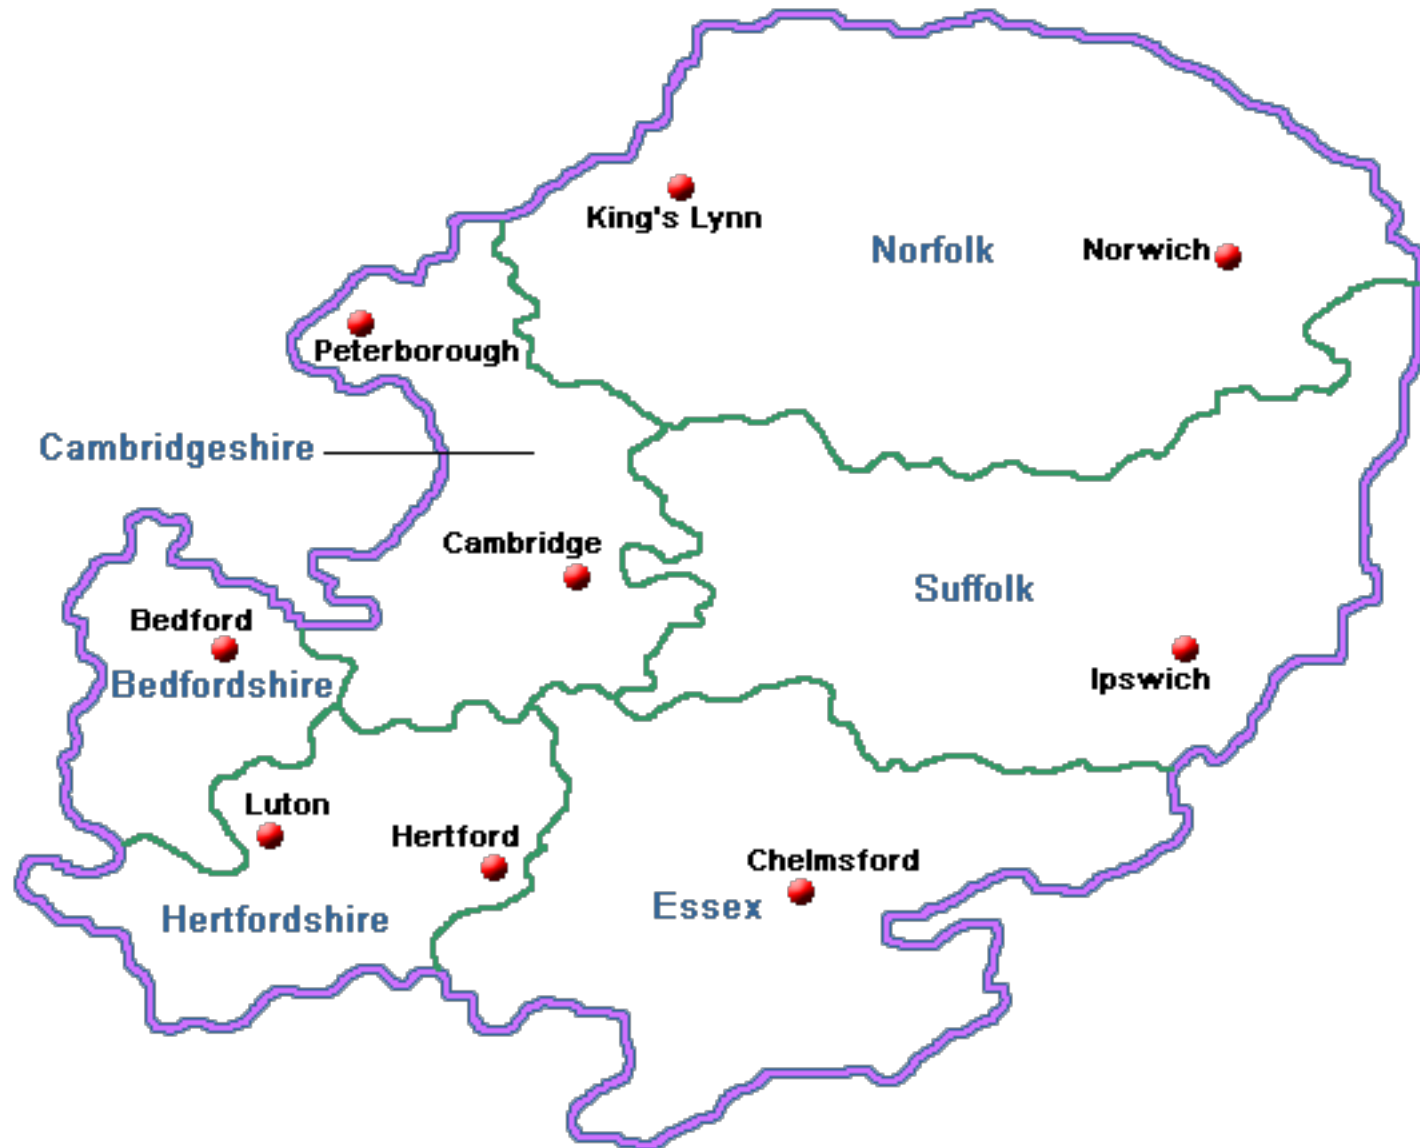 King's Lynn
Norfolk
Norwich
Peterborough
Cambridgeshire
Cambridge
Suffolk
Bedford
Bedfordshire
Ipswich
Luton
Hertford
Chelmsford
Essex
Hertfordshire